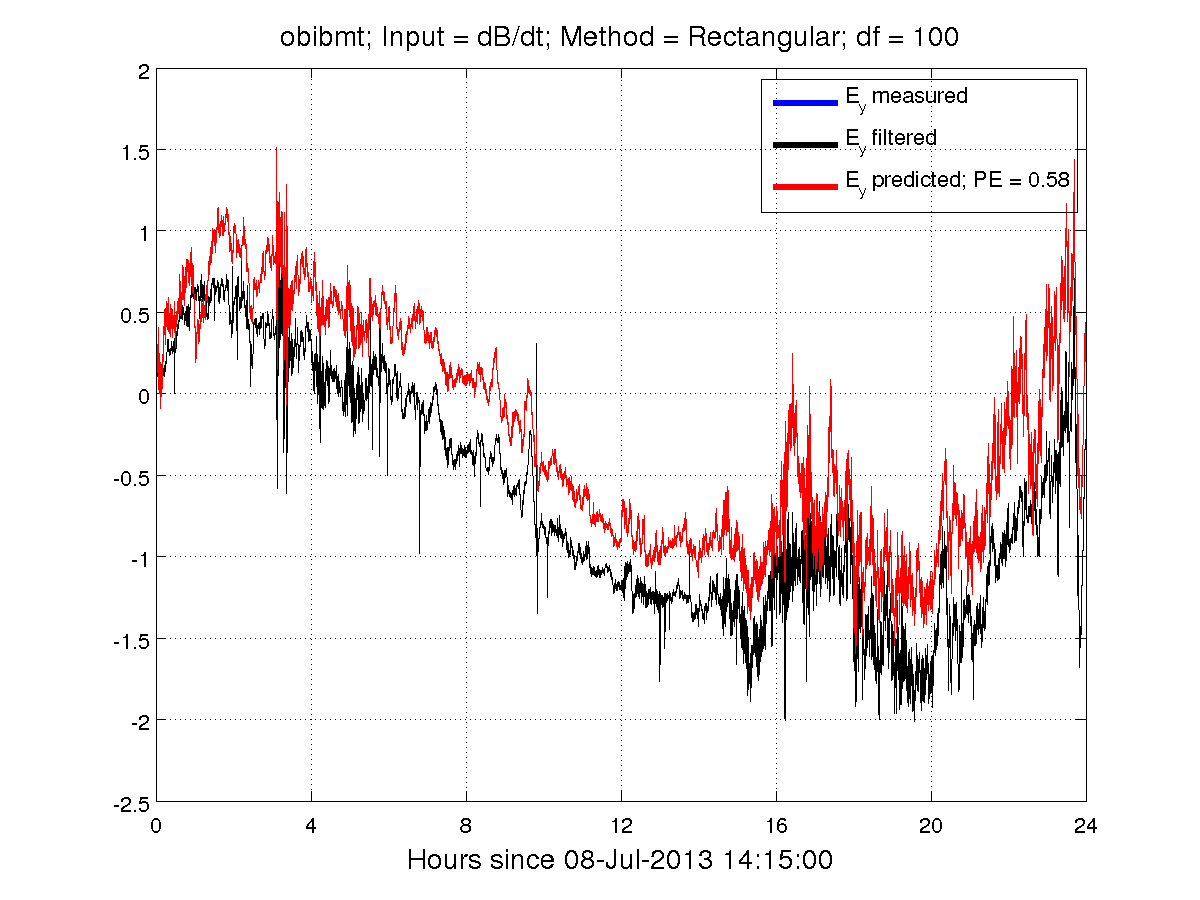 obibmt; Input = dB/dt; Method = Rectangular; df = 100
2
1.5
1
0.5
0
-0.5
-1
-1.5
-2
-2.5
E_y measured
E_y filtered
E_y predicted; PE = 0.58
0 4 8 12 16 20 24
Hours since 08-Jul-2013 14:15:00